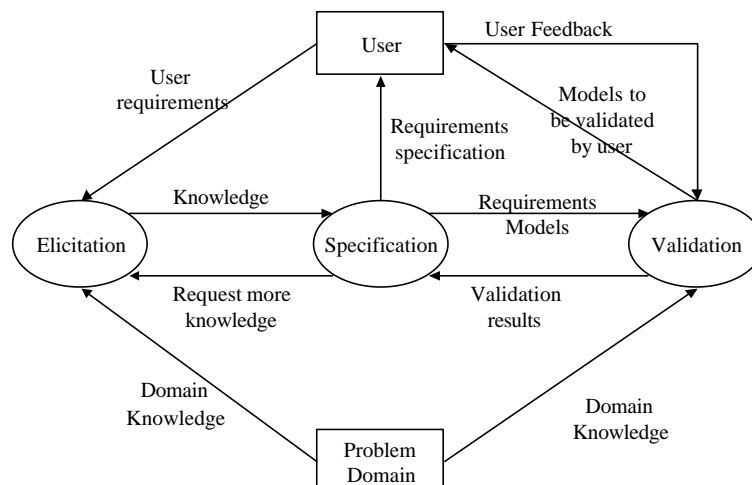 User Feedback
User
User
requirements
Models to
be validated
by user
Requirements
specification
Knowledge
Requirements
Models
Elicitation
Specification
Validation
Request more
knowledge
Validation
results
Domain
Knowledge
Domain
Knowledge
Problem
Domain